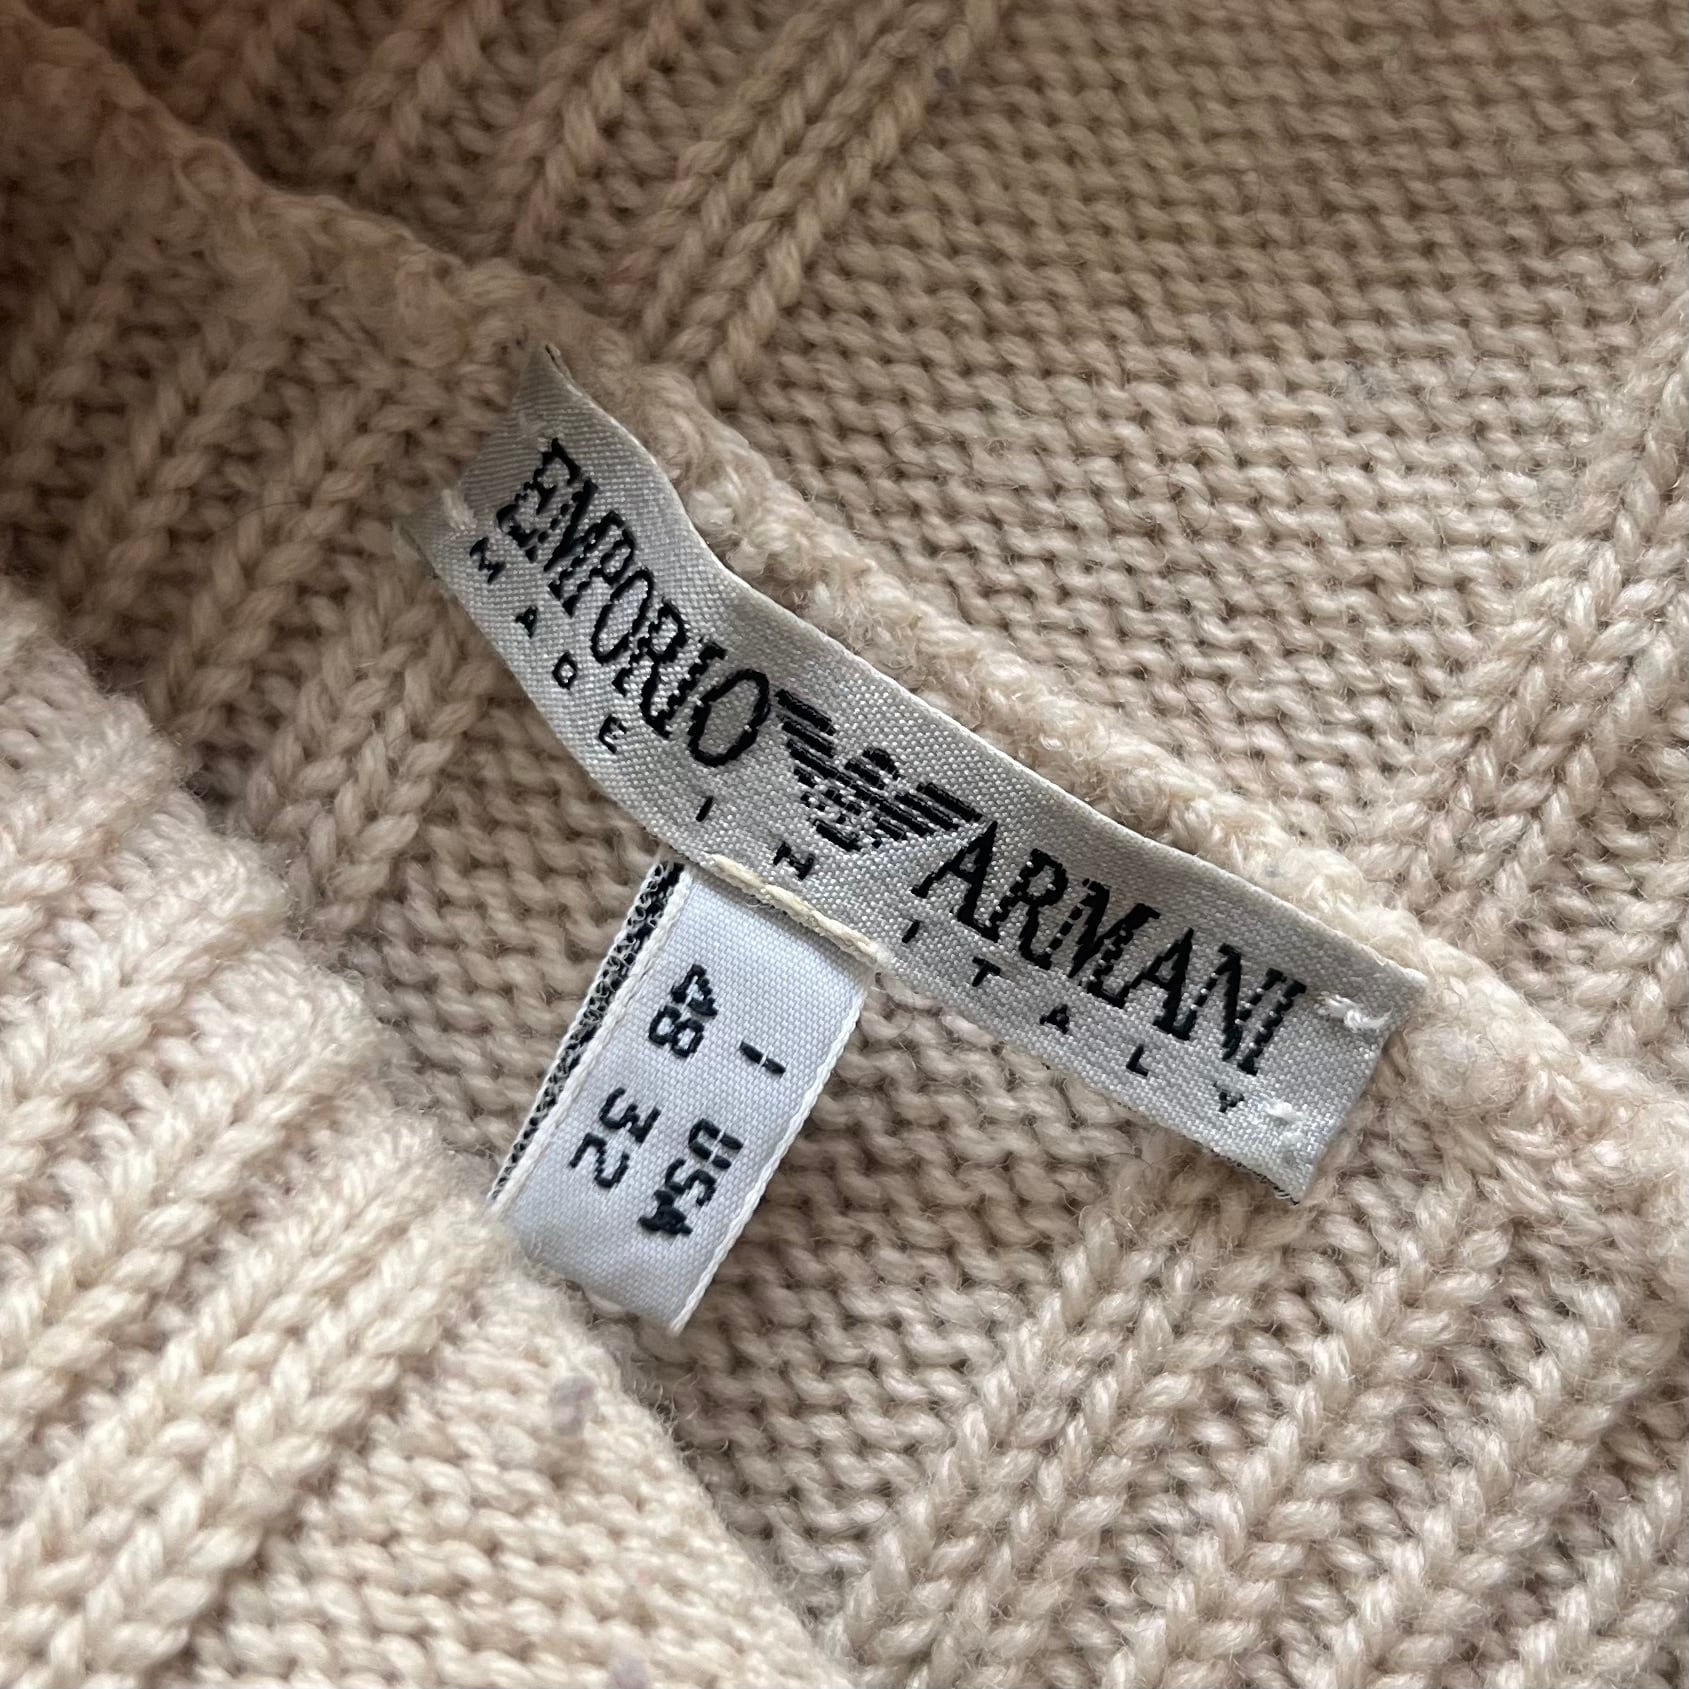 EMPORIO ARMANI
MADE IN ITALY
I USA
48 32